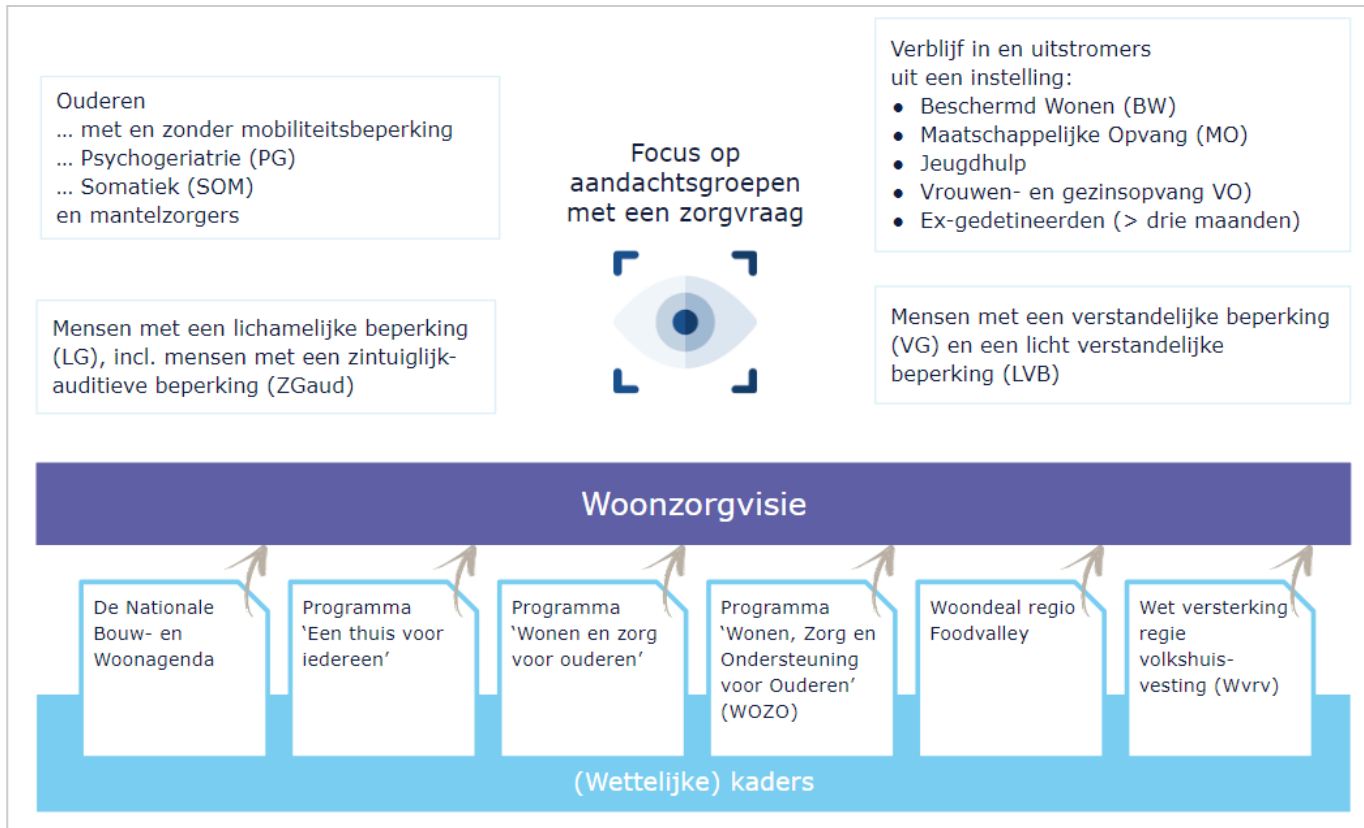 Ouderen
... met en zonder mobiliteitsbeperking
... Psychogeriatrie (PG)
... Somatiek (SOM)
en mantelzorgers
Focus op
aandachtsgroepen
met een zorgvraag
Verblijf in en uitstromers
uit een instelling:
● Beschermd Wonen (BW)
● Maatschappelijke Opvang (MO)
● Jeugdhulp
● Vrouwen- en gezinsopvang VO)
● Ex-gedetineerden (> drie maanden)
Mensen met een lichamelijke beperking
(LG), incl. mensen met een zintuiglijk-
auditieve beperking (ZGaud)
Mensen met een verstandelijke beperking
(VG) en een licht verstandelijke
beperking (LVB)
Woonzorgvisie
De Nationale
Bouw- en
Woonagenda
Programma
‘Een thuis voor
iedereen’
Programma
‘Wonen en zorg
voor ouderen’
Programma
‘Wonen, Zorg en
Ondersteuning
voor Ouderen’
(WOZO)
Woondeal regio
Foodvalley
Wet versterking
regie
volkshuis-
vesting (Wvrv)
(Wettelijke) kaders